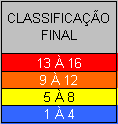 CLASSIFICAÇÃO
FINAL
13 À 16
9 À 12
5 À 8
1 À 4